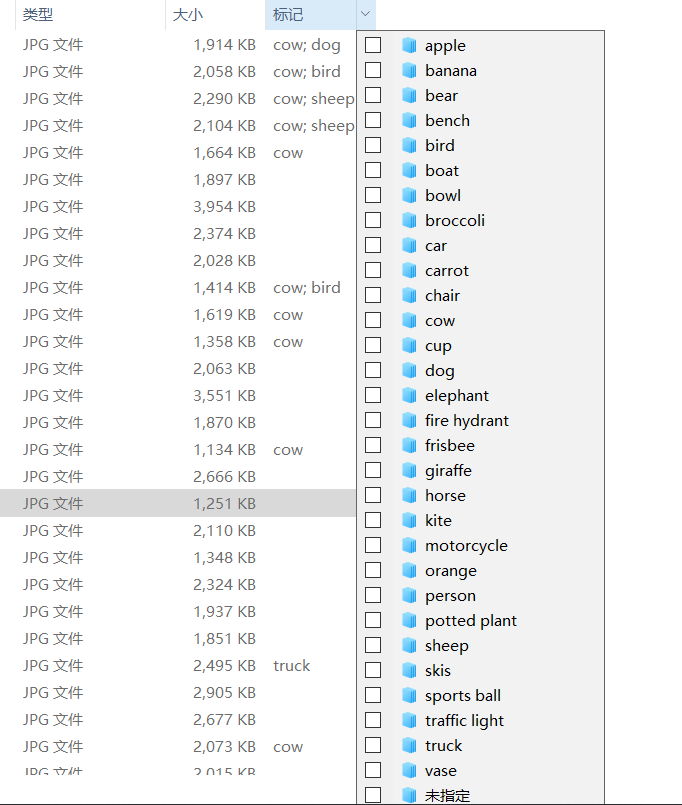 类型 大小 标记
JPG 文件 1,914 KB cow; dog
JPG 文件 2,058 KB cow; bird
JPG 文件 2,290 KB cow; sheep
JPG 文件 2,104 KB cow; sheep
JPG 文件 1,664 KB cow
JPG 文件 1,897 KB
JPG 文件 3,954 KB
JPG 文件 2,374 KB
JPG 文件 2,028 KB
JPG 文件 1,414 KB cow; bird
JPG 文件 1,619 KB cow
JPG 文件 1,358 KB cow
JPG 文件 2,063 KB
JPG 文件 3,551 KB
JPG 文件 1,870 KB
JPG 文件 1,134 KB cow
JPG 文件 2,666 KB
JPG 文件 1,251 KB
JPG 文件 2,110 KB
JPG 文件 1,348 KB
JPG 文件 2,324 KB
JPG 文件 1,937 KB
JPG 文件 1,851 KB
JPG 文件 2,495 KB truck
JPG 文件 2,905 KB
JPG 文件 2,677 KB
JPG 文件 2,073 KB cow
JPG 文件 2,015 KB
apple
banana
bear
bench
bird
boat
bowl
broccoli
car
carrot
chair
cow
cup
dog
elephant
fire hydrant
frisbee
giraffe
horse
kite
motorcycle
orange
person
potted plant
sheep
skis
sports ball
traffic light
truck
vase
未指定